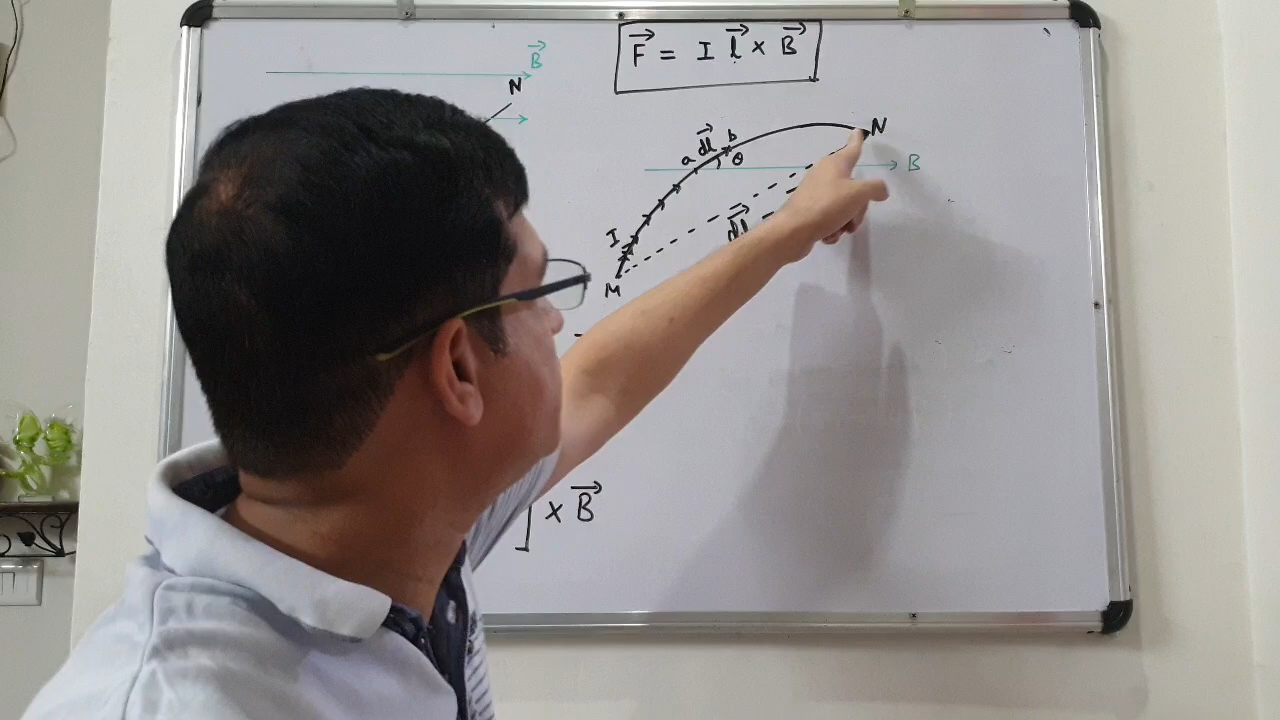 F⃗ = I l⃗ × B⃗
B⃗
N
a dl⃗ b
θ
N
B
I
dl⃗
M
] × B⃗